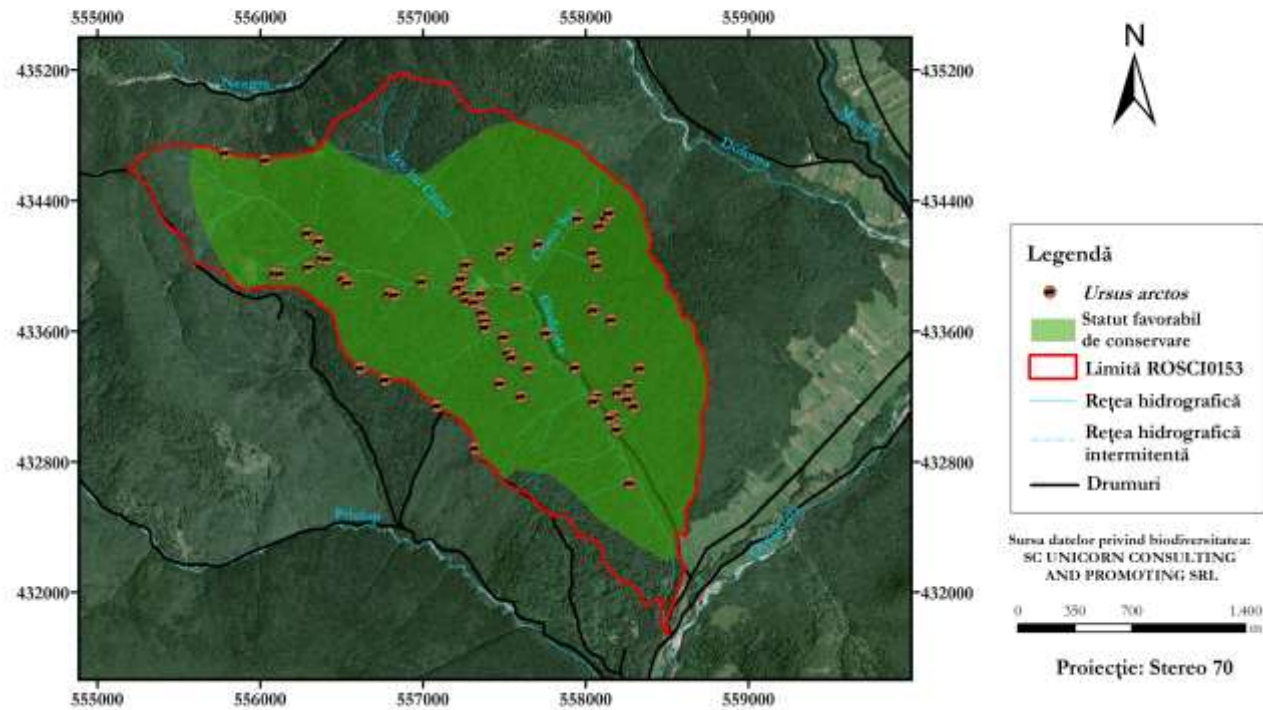 555000 556000 557000 558000 559000
435200 435200
434400 434400
433600 433600
432800 432800
432000 432000
555000 556000 557000 558000 559000
Neagra
Dofteana
N
Legendă
Ursus arctos
Statut favorabil
de conservare
Limită ROSCI0153
Rețea hidrografică
Rețea hidrografică
intermitentă
Drumuri
Sursa datelor privind biodiversitatea:
SC UNICORN CONSULTING
AND PROMOTING SRL
0 350 700 1.400
m
Proiecție: Stereo 70